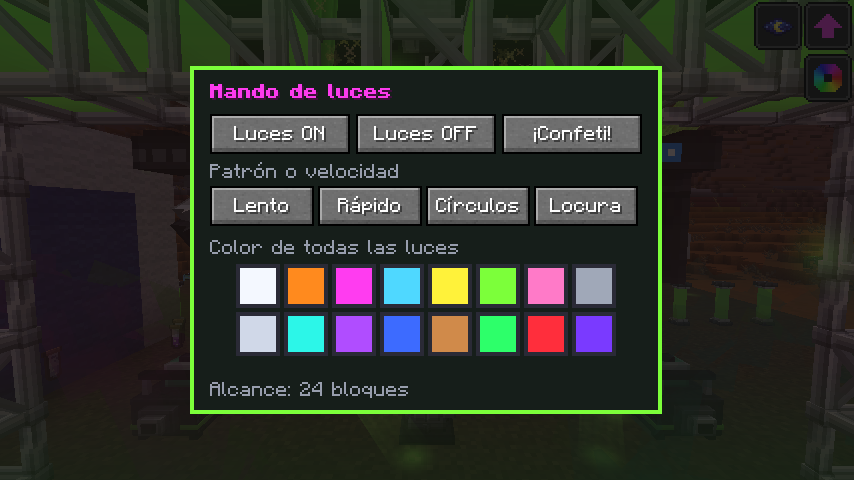 Mando de luces
Luces ON Luces OFF ¡Confeti!
Patrón o velocidad
Lento Rápido Círculos Locura
Color de todas las luces
Alcance: 24 bloques